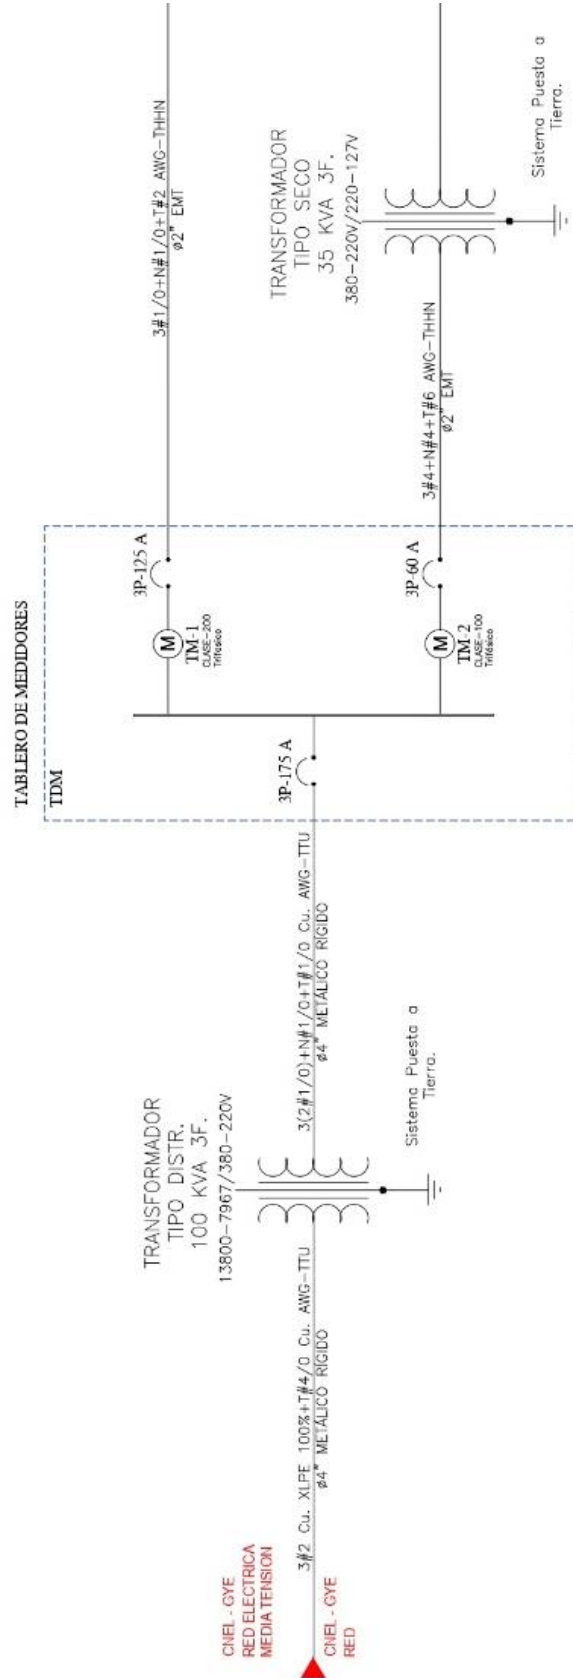 CNEL - GYE
RED ELECTRICA
MEDIA TENSION
CNEL - GYE
RED
3#2 Cu. XLPE 100%+T#4/0 Cu. AWG-TTU
ø4" METÁLICO RÍGIDO
TRANSFORMADOR
TIPO DISTR.
100 KVA 3F.
13800-7967/380-220V
Sistema Puesta a
Tierra.
3(2#1/0)+N#1/0+T#1/0 Cu. AWG-TTU
ø4" METÁLICO RÍGIDO
TABLERO DE MEDIDORES
TDM
3P-175 A
M
TM-1
CLASE-200
Trifásico
3P-125 A
M
TM-2
CLASE-100
Trifásico
3P-60 A
3#1/0+N#1/0+T#2 AWG-THHN
ø2" EMT
3#4+N#4+T#6 AWG-THHN
ø2" EMT
TRANSFORMADOR
TIPO SECO
35 KVA 3F.
380-220V/220-127V
Sistema Puesta a
Tierra.